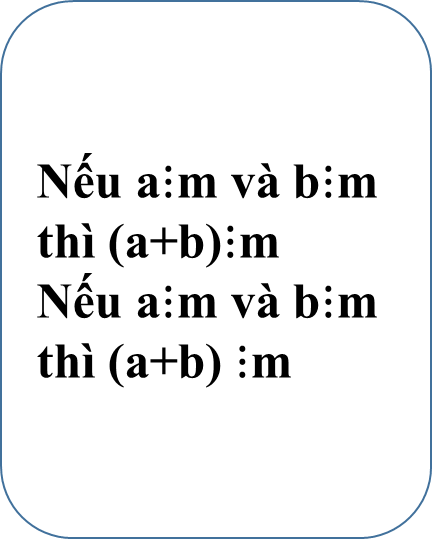 Nếu a⋮m và b⋮m
thì (a+b)⋮m
Nếu a⋮m và b⋮m
thì (a+b) ⋮m